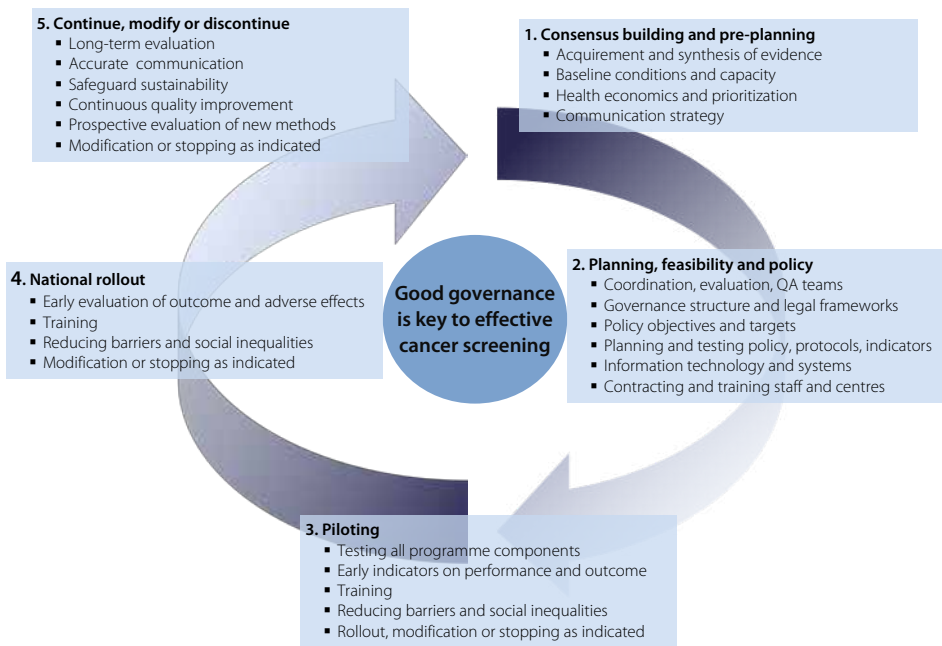 5. Continue, modify or discontinue
▪ Long-term evaluation
▪ Accurate communication
▪ Safeguard sustainability
▪ Continuous quality improvement
▪ Prospective evaluation of new methods
▪ Modification or stopping as indicated
1. Consensus building and pre-planning
▪ Acquirement and synthesis of evidence
▪ Baseline conditions and capacity
▪ Health economics and prioritization
▪ Communication strategy
4. National rollout
▪ Early evaluation of outcome and adverse effects
▪ Training
▪ Reducing barriers and social inequalities
▪ Modification or stopping as indicated
Good governance
is key to effective
cancer screening
2. Planning, feasibility and policy
▪ Coordination, evaluation, QA teams
▪ Governance structure and legal frameworks
▪ Policy objectives and targets
▪ Planning and testing policy, protocols, indicators
▪ Information technology and systems
▪ Contracting and training staff and centres
3. Piloting
▪ Testing all programme components
▪ Early indicators on performance and outcome
▪ Training
▪ Reducing barriers and social inequalities
▪ Rollout, modification or stopping as indicated